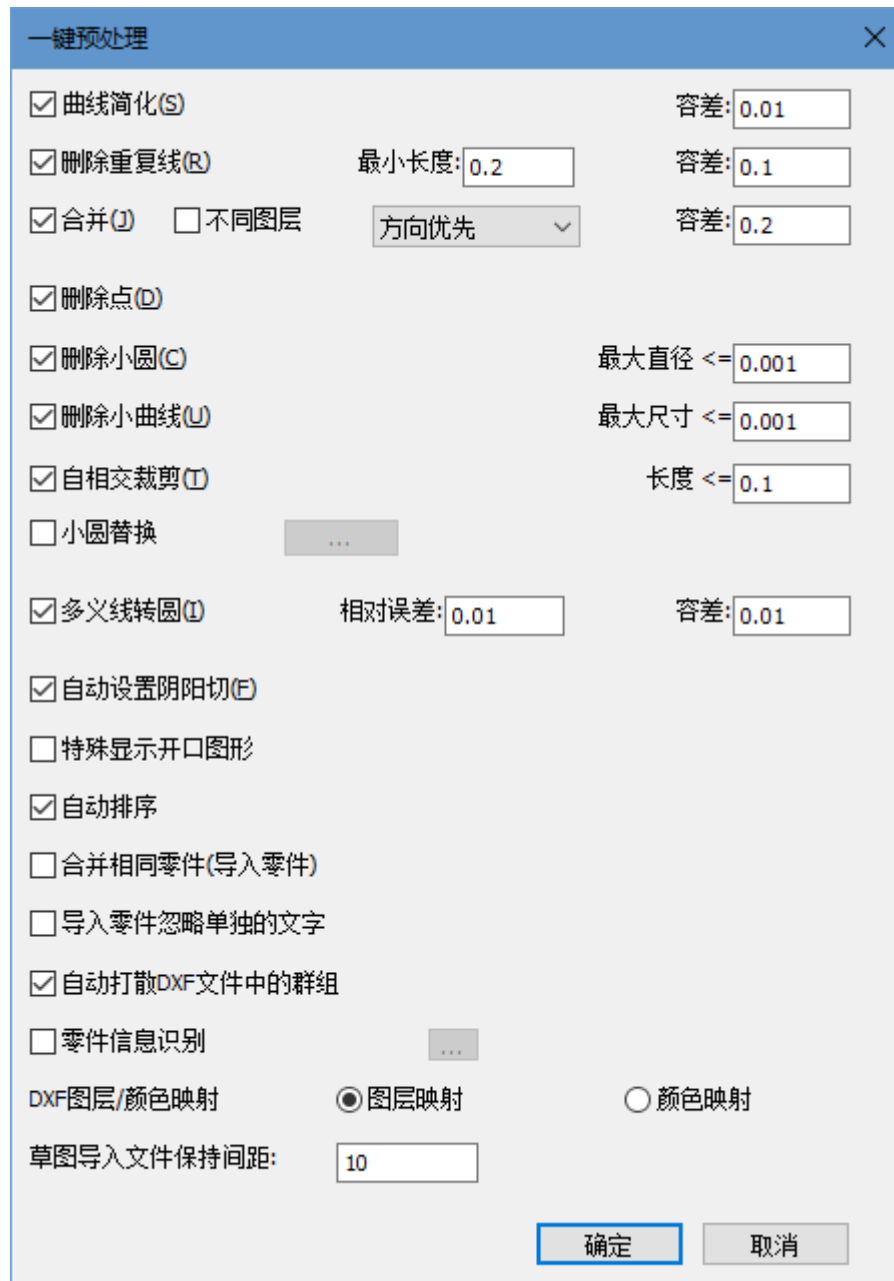 一键预处理
曲线简化(S) 容差: 0.01
删除重复线(R) 最小长度: 0.2 容差: 0.1
合并(J) 不同图层 方向优先 容差: 0.2
删除点(D)
删除小圆(C) 最大直径 <= 0.001
删除小曲线(U) 最大尺寸 <= 0.001
自相交裁剪(T) 长度 <= 0.1
小圆替换 ...
多义线转圆(I) 相对误差: 0.01 容差: 0.01
自动设置阴阳切(F)
特殊显示开口图形
自动排序
合并相同零件(导入零件)
导入零件忽略单独的文字
自动打散DXF文件中的群组
零件信息识别 ...
DXF图层/颜色映射 图层映射 颜色映射
草图导入文件保持间距: 10
确定 取消